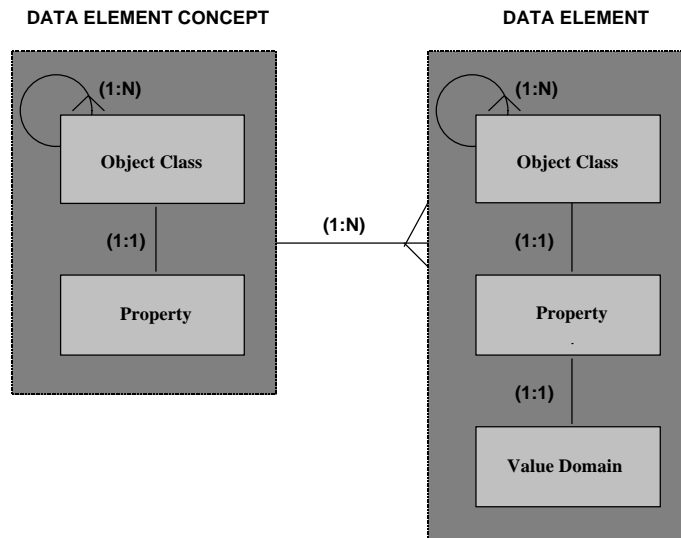 DATA ELEMENT CONCEPT
DATA ELEMENT
(1:N)
Object Class
(1:1)
Property
(1:N)
(1:N)
Object Class
(1:1)
Property
(1:1)
Value Domain